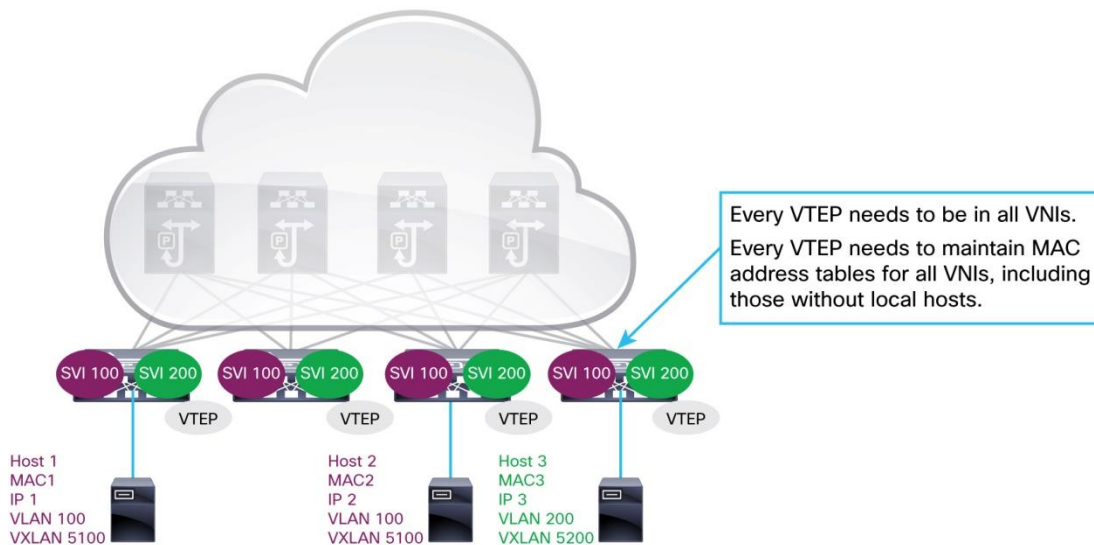 P
P
P
P
Every VTEP needs to be in all VNIs.
Every VTEP needs to maintain MAC
address tables for all VNIs, including
those without local hosts.
SVI 100
SVI 200
SVI 100
SVI 200
SVI 100
SVI 200
SVI 100
SVI 200
VTEP
VTEP
VTEP
VTEP
Host 1
MAC1
IP 1
VLAN 100
VXLAN 5100
Host 2
MAC2
IP 2
VLAN 100
VXLAN 5100
Host 3
MAC3
IP 3
VLAN 200
VXLAN 5200